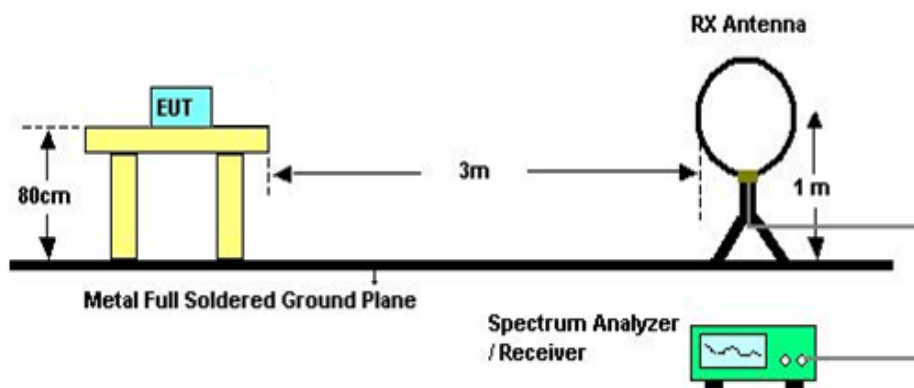 RX Antenna
EUT
3m
80cm
1 m
Metal Full Soldered Ground Plane
Spectrum Analyzer
/ Receiver